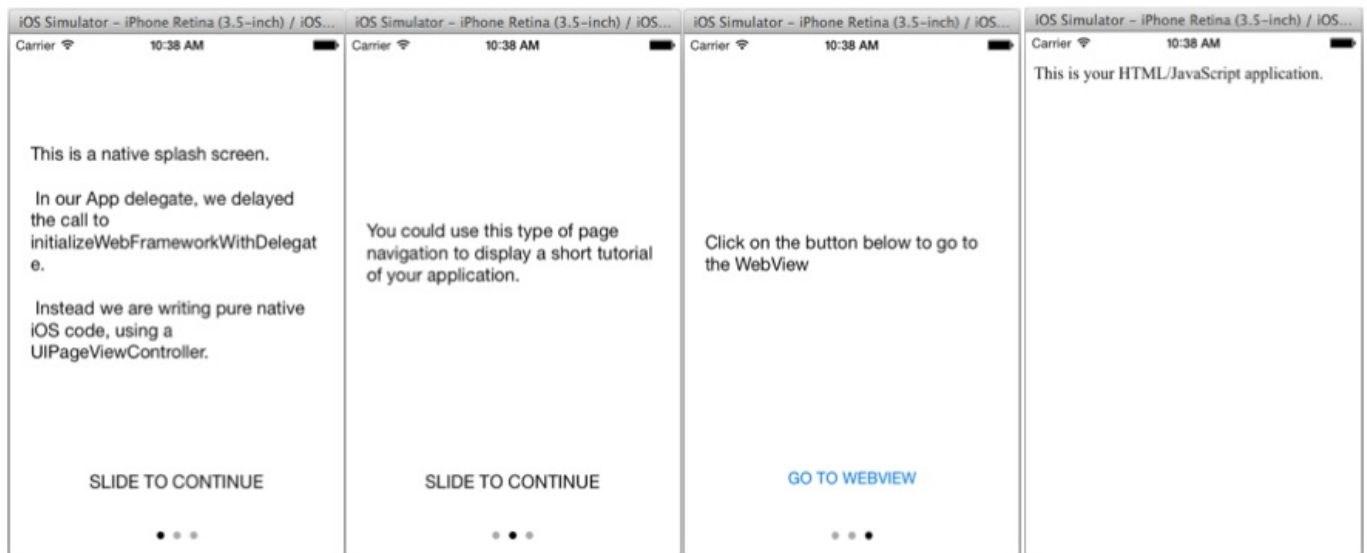 iOS Simulator – iPhone Retina (3.5-inch) / iOS...
Carrier 10:38 AM
This is a native splash screen.
In our App delegate, we delayed
the call to
initializeWebFrameworkWithDelegat
e.
Instead we are writing pure native
iOS code, using a
UIPageViewController.
SLIDE TO CONTINUE
iOS Simulator – iPhone Retina (3.5-inch) / iOS...
Carrier 10:38 AM
You could use this type of page
navigation to display a short tutorial
of your application.
SLIDE TO CONTINUE
iOS Simulator – iPhone Retina (3.5-inch) / iOS...
Carrier 10:38 AM
Click on the button below to go to
the WebView
GO TO WEBVIEW
iOS Simulator – iPhone Retina (3.5-inch) / iOS...
Carrier 10:38 AM
This is your HTML/JavaScript application.